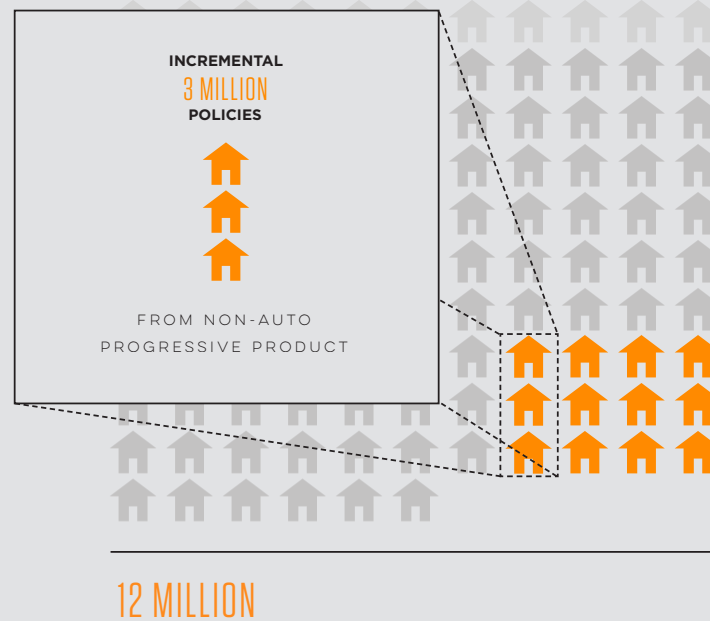 INCREMENTAL
3 MILLION
POLICIES
FROM NON-AUTO
PROGRESSIVE PRODUCT
12 MILLION